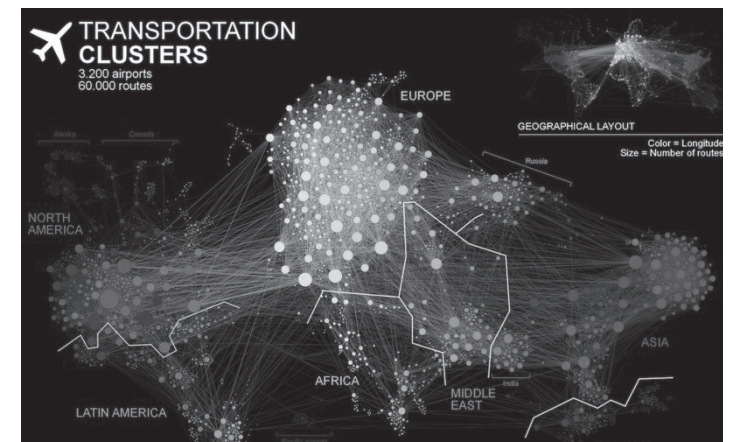 TRANSPORTATION
CLUSTERS
3.200 airports
60.000 routes
EUROPE
GEOGRAPHICAL LAYOUT
Color = Longitude
Size = Number of routes
Alaska
Canada
Russia
NORTH
AMERICA
ASIA
AFRICA
India
MIDDLE
EAST
LATIN AMERICA